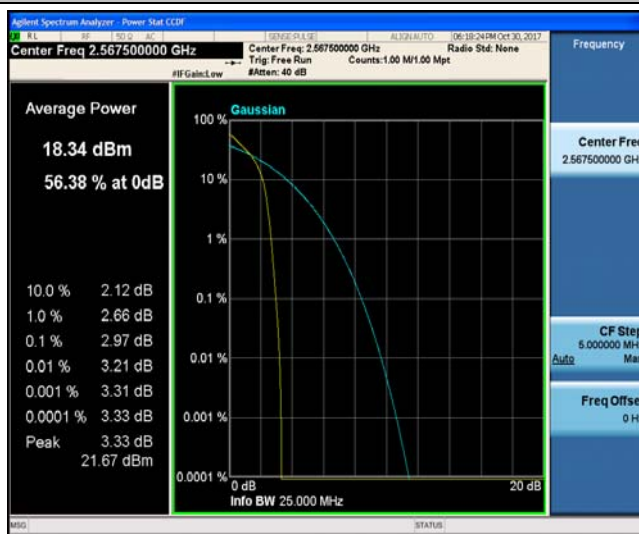 Agilent Spectrum Analyzer - Power Stat CCDF
RL RF 50 Ω AC SENSE:PULSE ALIGN AUTO 06:18:24 PM Oct 30, 2017
Center Freq 2.567500000 GHz
Center Freq: 2.567500000 GHz Radio Std: None
Trig: Free Run Counts:1.00 M/1.00 Mpt
#IFGain:Low #Atten: 40 dB
Frequency
Average Power
18.34 dBm
56.38 % at 0dB
10.0 % 2.12 dB
1.0 % 2.66 dB
0.1 % 2.97 dB
0.01 % 3.21 dB
0.001 % 3.31 dB
0.0001 % 3.33 dB
Peak 3.33 dB
21.67 dBm
Gaussian
100 %
10 %
1 %
0.1 %
0.01 %
0.001 %
0.0001 %
0 dB 20 dB
Info BW 25.000 MHz
Center Fre
2.567500000 GH
CF Step
5.000000 MH
Auto Ma
Freq Offse
0 H
MSG STATUS